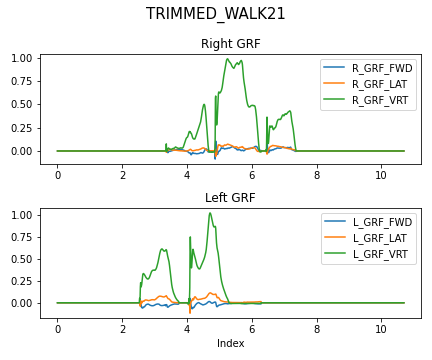 TRIMMED_WALK21
Right GRF
1.00
0.75
0.50
0.25
0.00
R_GRF_FWD
R_GRF_LAT
R_GRF_VRT
0 2 4 6 8 10
Left GRF
1.00
0.75
0.50
0.25
0.00
L_GRF_FWD
L_GRF_LAT
L_GRF_VRT
0 2 4 6 8 10
Index